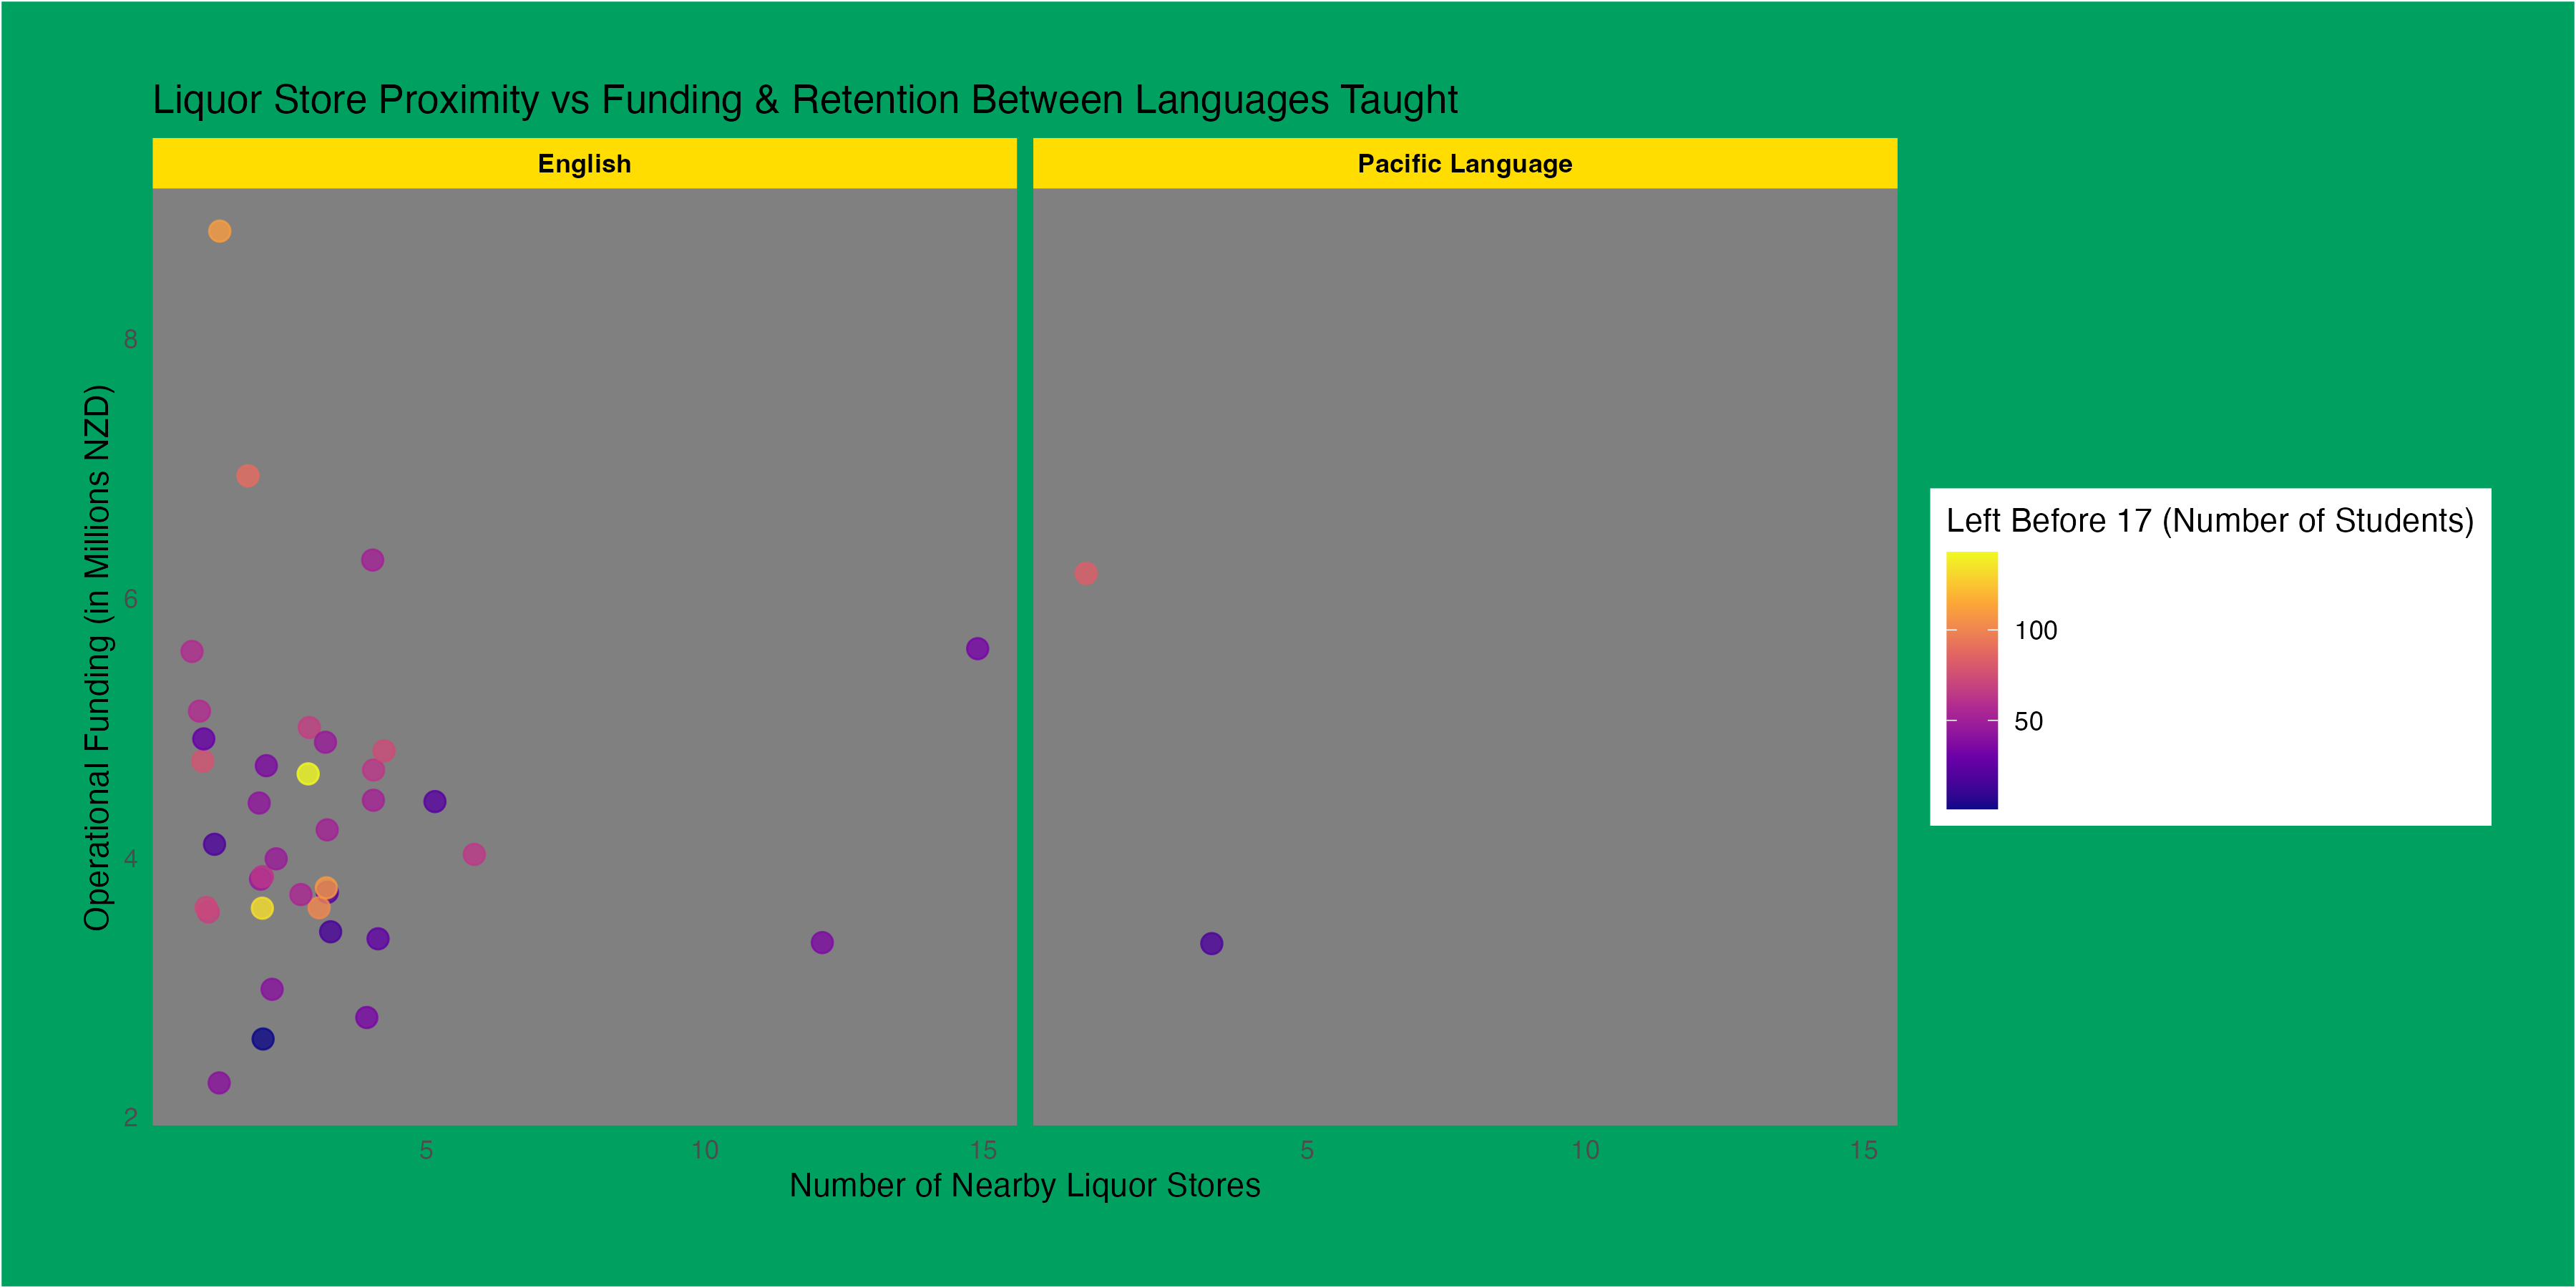 Liquor Store Proximity vs Funding & Retention Between Languages Taught
English
Pacific Language
8
6
4
2
Operational Funding (in Millions NZD)
5
10
15
5
10
15
Number of Nearby Liquor Stores
Left Before 17 (Number of Students)
100
50